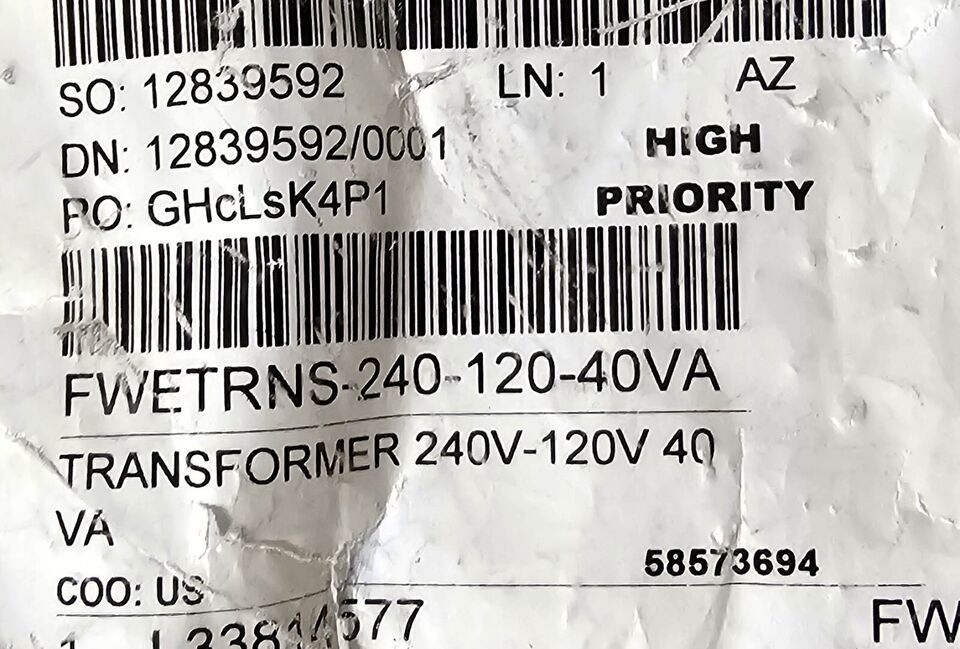 SO: 12839592 LN: 1 AZ
DN: 12839592/0001 HIGH
PO: GHcLsK4P1 PRIORITY
FWETRNS-240-120-40VA
TRANSFORMER 240V-120V 40
VA
58573694
COO: US
FW